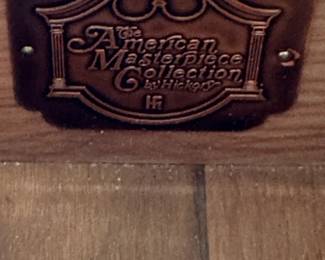 The
American
Masterpiece
Collection
by Hickory